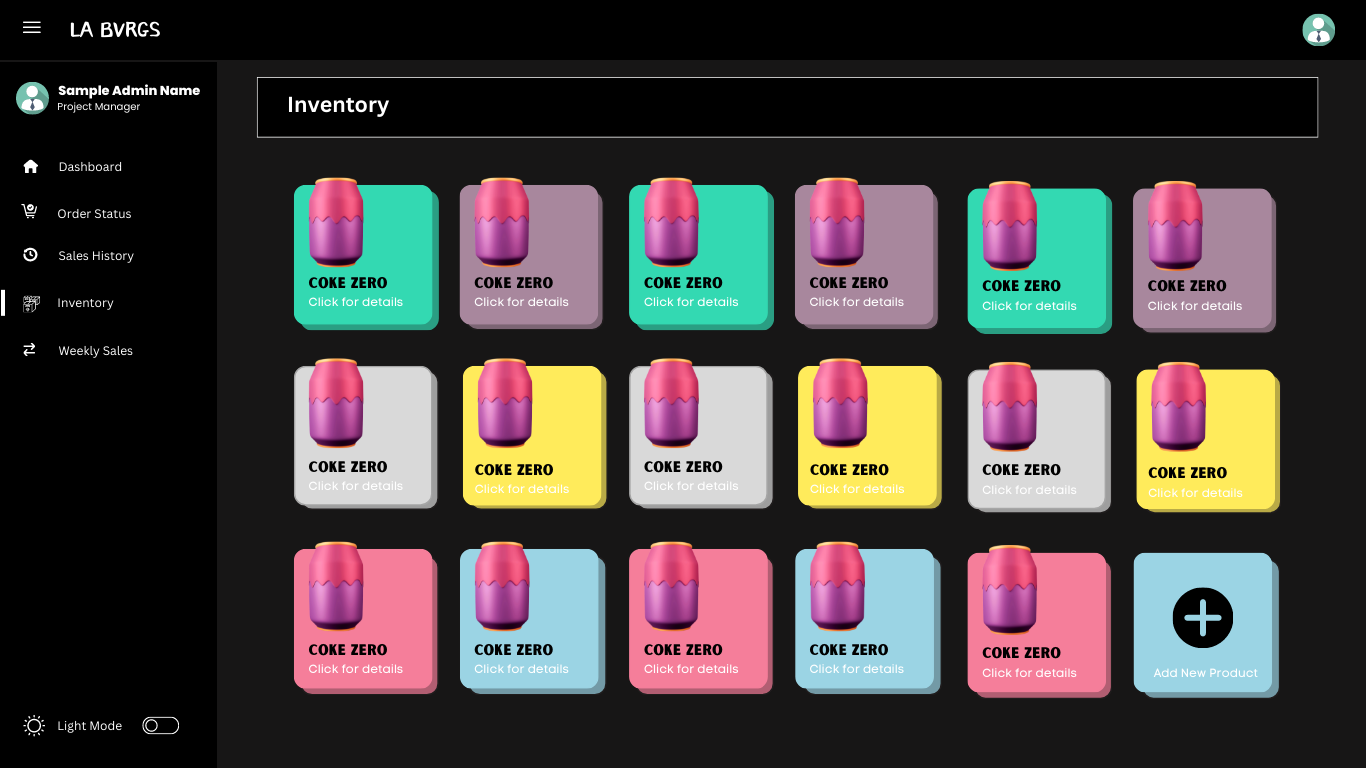 LA BVRGS
Sample Admin Name
Project Manager
Dashboard
Order Status
Sales History
Inventory
Weekly Sales
Light Mode
Inventory
COKE ZERO
Click for details
COKE ZERO
Click for details
COKE ZERO
Click for details
COKE ZERO
Click for details
COKE ZERO
Click for details
COKE ZERO
Click for details
COKE ZERO
Click for details
COKE ZERO
Click for details
COKE ZERO
Click for details
COKE ZERO
Click for details
COKE ZERO
Click for details
COKE ZERO
Click for details
COKE ZERO
Click for details
COKE ZERO
Click for details
COKE ZERO
Click for details
COKE ZERO
Click for details
COKE ZERO
Click for details
Add New Product